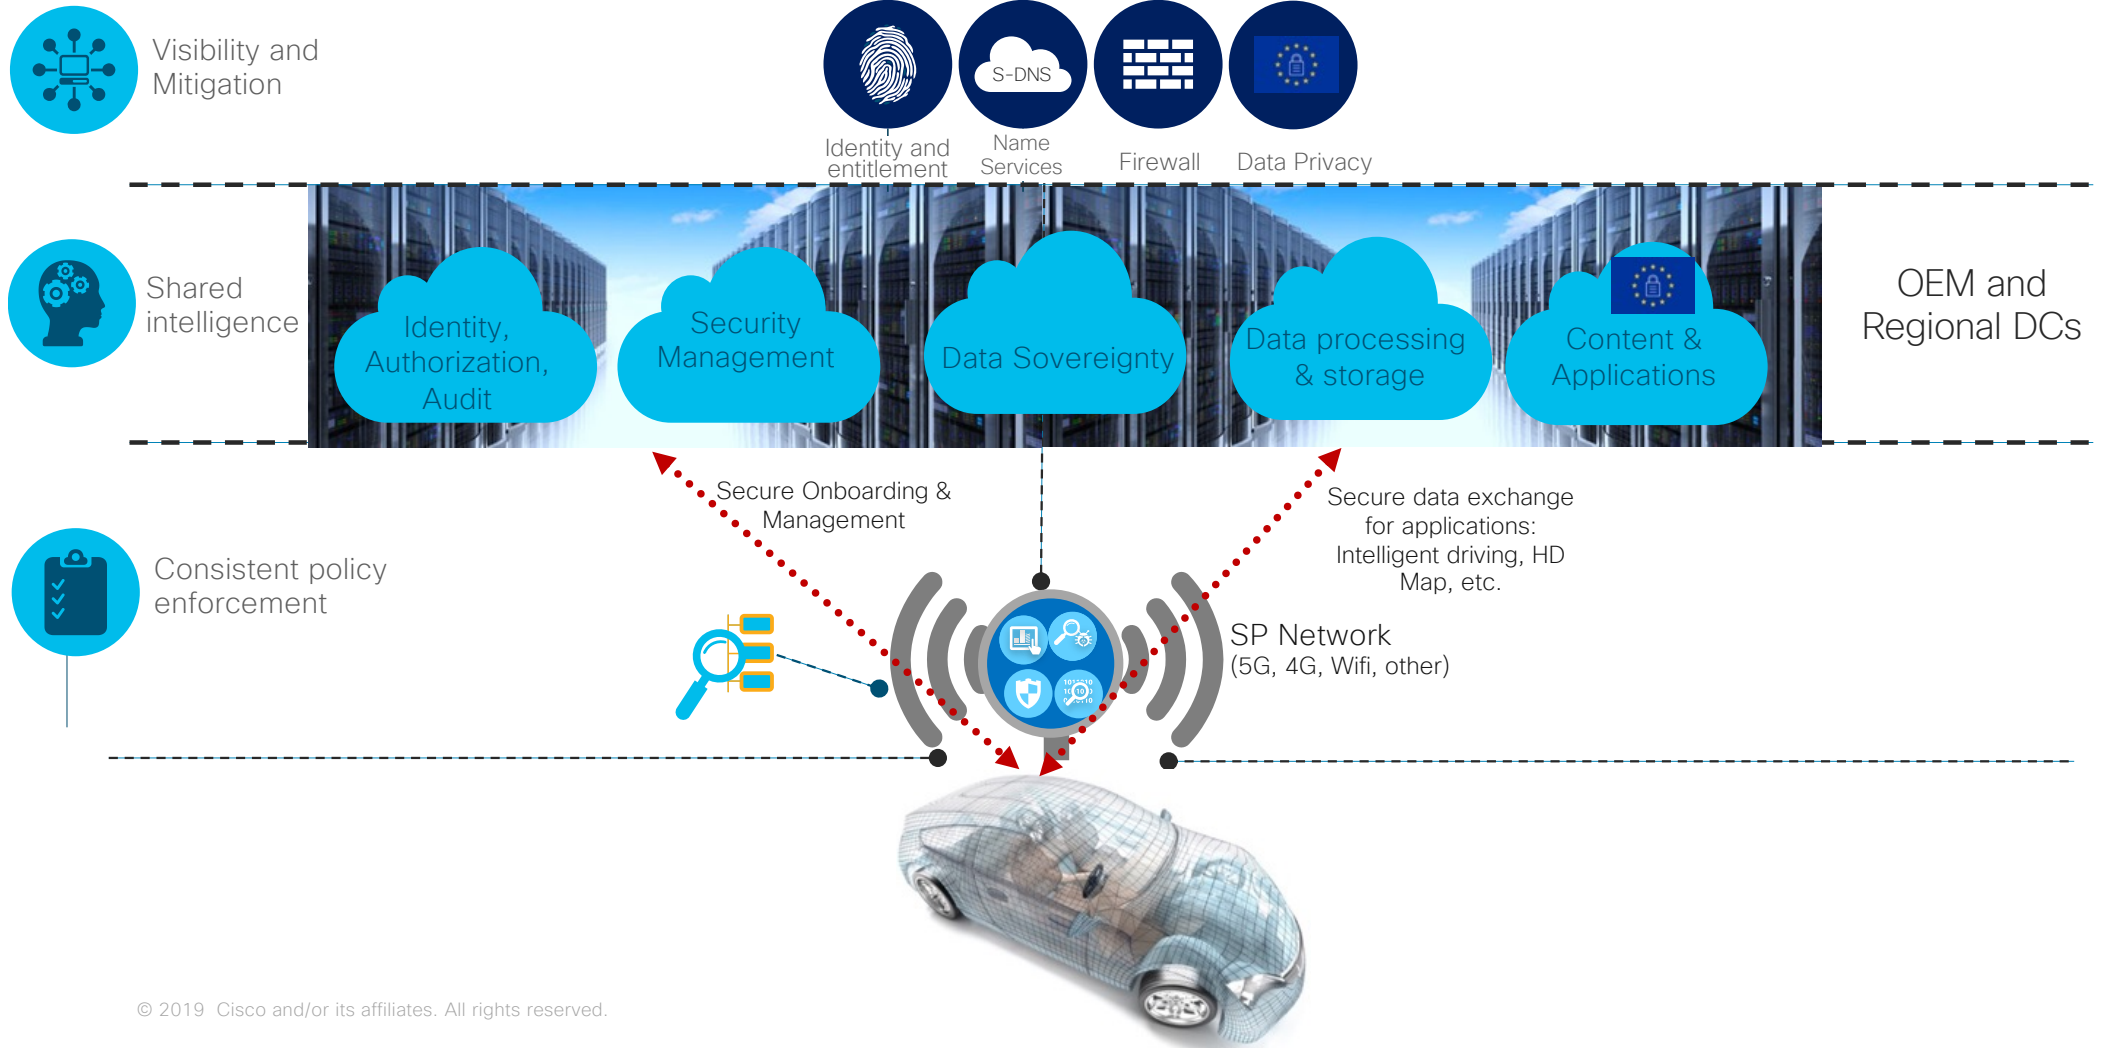 Visibility and
Mitigation
S-DNS
Identity and
entitlement
Name
Services
Firewall
Data Privacy
Shared
intelligence
Identity,
Authorization,
Audit
Security
Management
Data Sovereignty
Data processing
& storage
Content &
Applications
OEM and
Regional DCs
Secure Onboarding &
Management
Secure data exchange
for applications:
Intelligent driving, HD
Map, etc.
Consistent policy
enforcement
SP Network
(5G, 4G, Wifi, other)
© 2019 Cisco and/or its affiliates. All rights reserved.